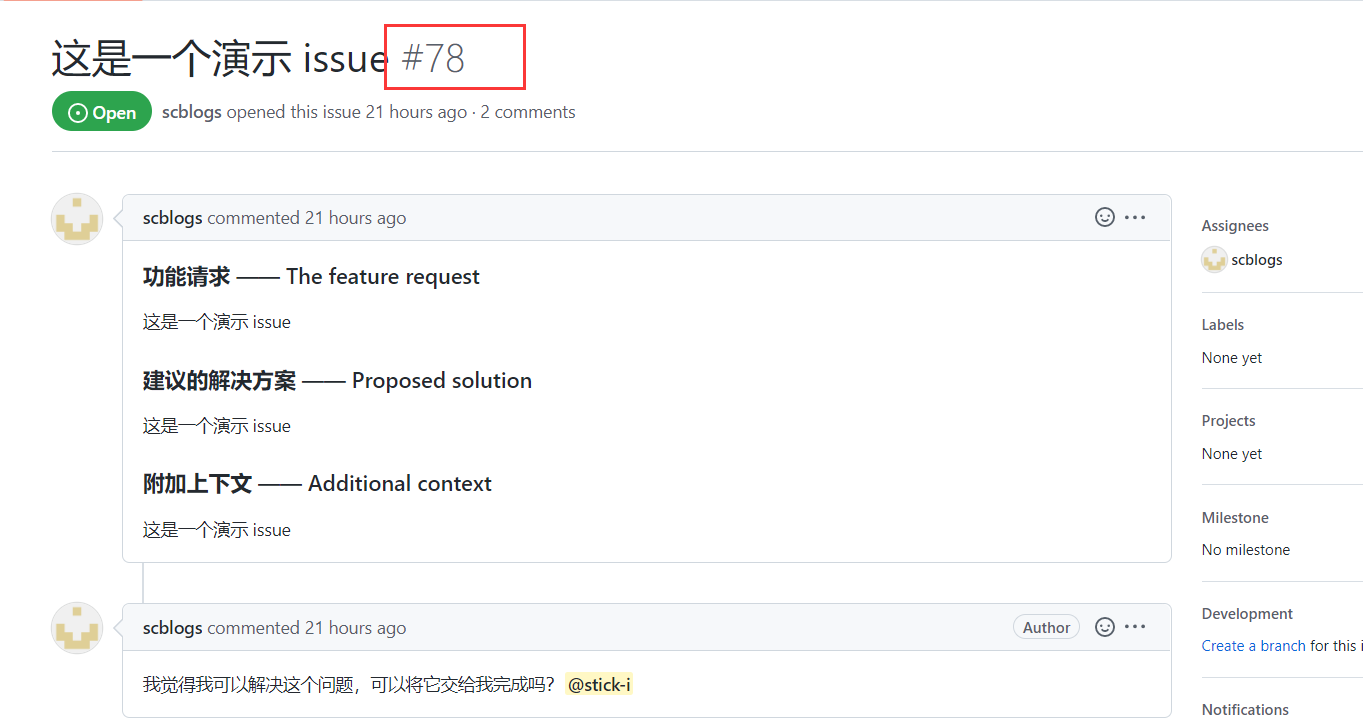 这是一个演示 issue #78
Open scblogs opened this issue 21 hours ago · 2 comments
scblogs commented 21 hours ago
功能请求 —— The feature request
这是一个演示 issue
建议的解决方案 —— Proposed solution
这是一个演示 issue
附加上下文 —— Additional context
这是一个演示 issue
scblogs commented 21 hours ago Author
我觉得我可以解决这个问题，可以将它交给我完成吗？ @stick-i
Assignees
scblogs
Labels
None yet
Projects
None yet
Milestone
No milestone
Development
Create a branch for this i
Notifications